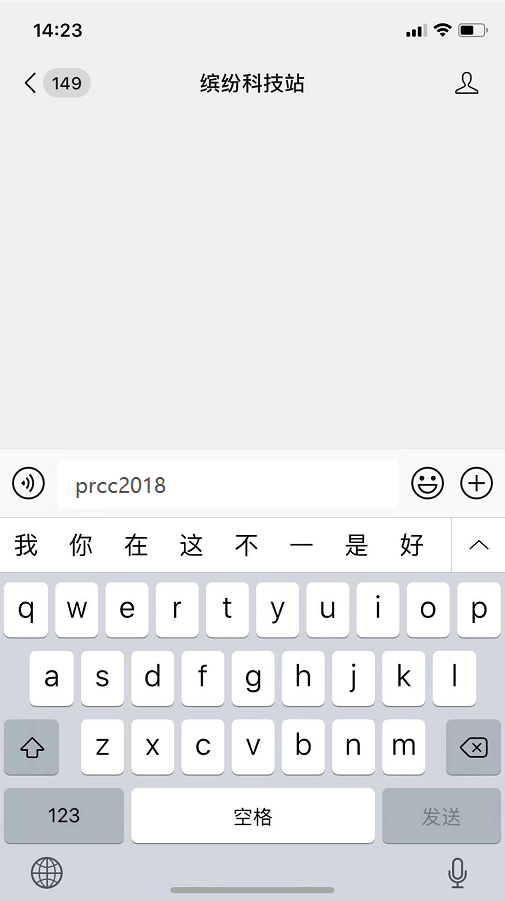 14:23
149
缤纷科技站
prcc2018
我 你 在 这 不 一 是 好
q w e r t y u i o p
a s d f g h j k l
z x c v b n m
123 空格 发送